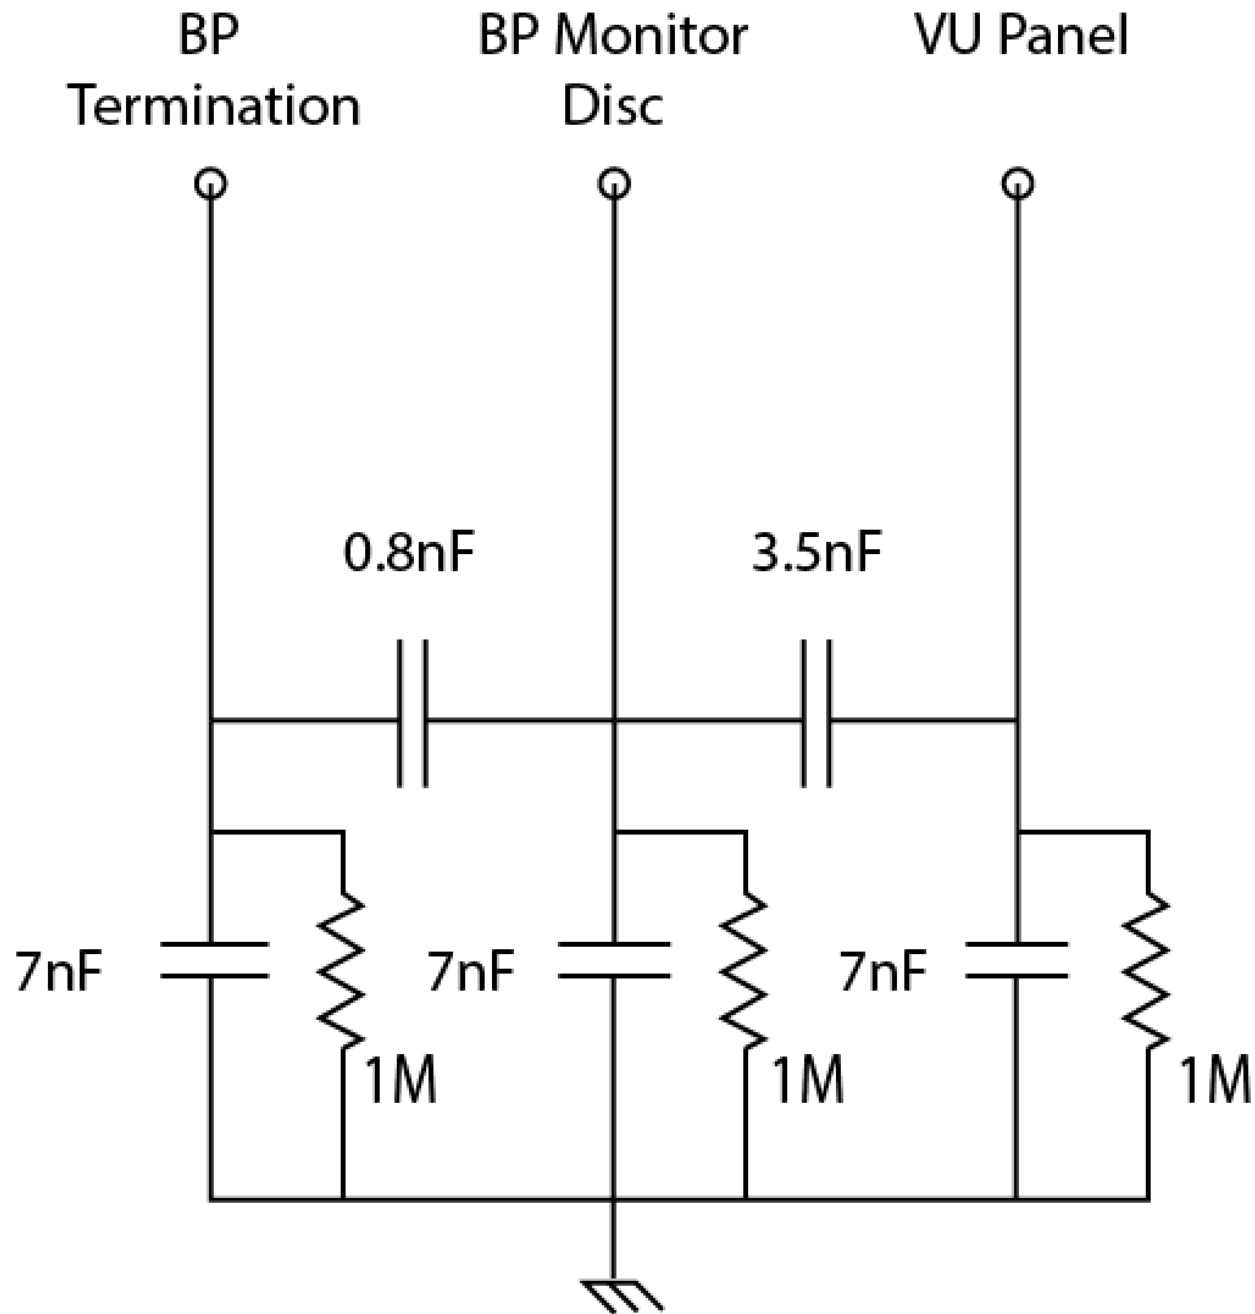 BP
Termination
BP Monitor
Disc
VU Panel
0.8nF
3.5nF
7nF
1M
7nF
1M
7nF
1M